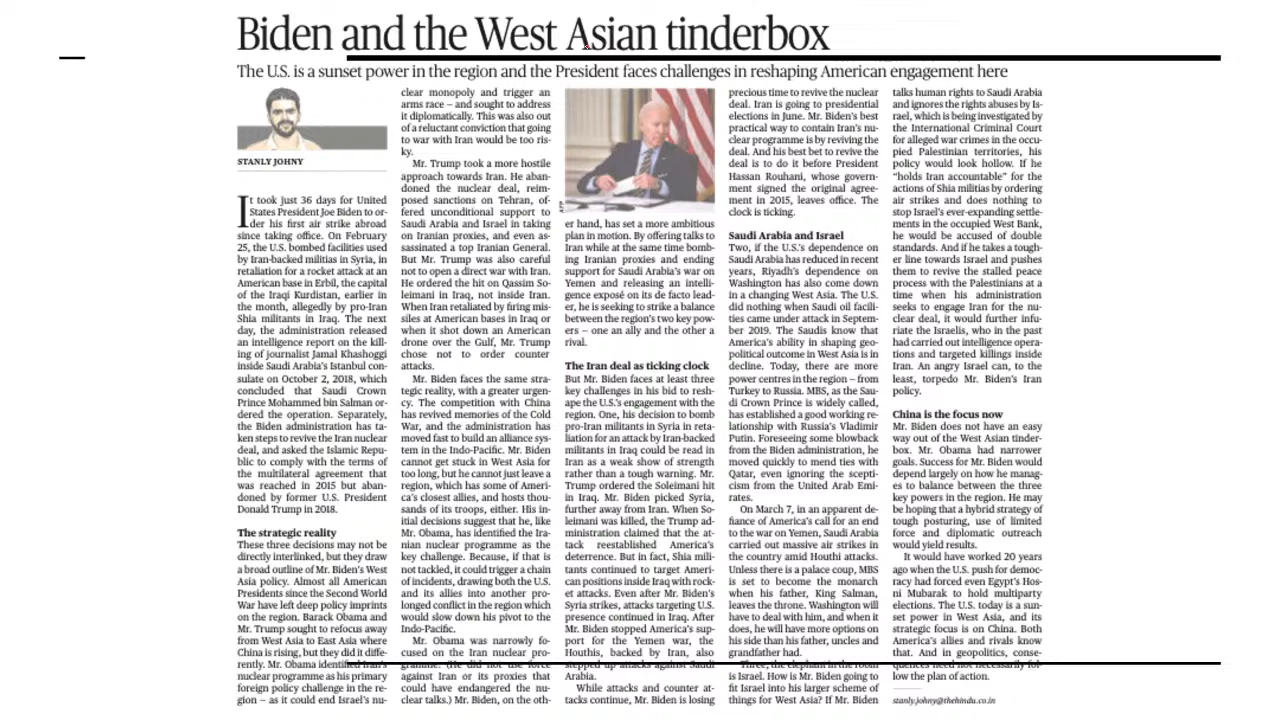 Biden and the West Asian tinderbox
The U.S. is a sunset power in the region and the President faces challenges in reshaping American engagement here
STANLY JOHNY
It took just 36 days for United
States President Joe Biden to or-
der his first air strike abroad
since taking office. On February
25, the U.S. bombed facilities used
by Iran-backed militias in Syria, in
retaliation for a rocket attack at an
American base in Erbil, the capital
of the Iraqi Kurdistan, earlier in
the month, allegedly by pro-Iran
Shia militants in Iraq. The next
day, the administration released
an intelligence report on the kill-
ing of journalist Jamal Khashoggi
inside Saudi Arabia's Istanbul con-
sulate on October 2, 2018, which
concluded that Saudi Crown
Prince Mohammed bin Salman or-
dered the operation. Separately,
the Biden administration has ta-
ken steps to revive the Iran nuclear
deal, and asked the Islamic Repu-
blic to comply with the terms of
the multilateral agreement that
was reached in 2015 but aban-
doned by former U.S. President
Donald Trump in 2018.
The strategic reality
These three decisions may not be
directly interlinked, but they draw
a broad outline of Mr. Biden's West
Asia policy. Almost all American
Presidents since the Second World
War have left deep policy imprints
on the region. Barack Obama and
Mr. Trump sought to refocus away
from West Asia to East Asia where
China is rising, but they did it diffe-
rently. Mr. Obama identified Iran's
nuclear programme as his primary
foreign policy challenge in the re-
gion – as it could end Israel's nu-
clear monopoly and trigger an
arms race – and sought to address
it diplomatically. This was also out
of a reluctant conviction that going
to war with Iran would be too ris-
ky.
Mr. Trump took a more hostile
approach towards Iran. He aban-
doned the nuclear deal, reim-
posed sanctions on Tehran, of-
fered unconditional support to
Saudi Arabia and Israel in taking
on Iranian proxies, and even as-
sassinated a top Iranian General.
But Mr. Trump was also careful
not to open a direct war with Iran.
He ordered the hit on Qassim So-
leimani in Iraq, not inside Iran.
When Iran retaliated by firing mis-
siles at American bases in Iraq or
when it shot down an American
drone over the Gulf, Mr. Trump
chose not to order counter
attacks.
Mr. Biden faces the same stra-
tegic reality, with a greater urgen-
cy. The competition with China
has revived memories of the Cold
War, and the administration has
moved fast to build an alliance sys-
tem in the Indo-Pacific. Mr. Biden
cannot get stuck in West Asia for
too long, but he cannot just leave a
region, which has some of Ameri-
ca's closest allies, and hosts thou-
sands of its troops, either. His in-
itial decisions suggest that he, like
Mr. Obama, has identified the Ira-
nian nuclear programme as the
key challenge. Because, if that is
not tackled, it could trigger a chain
of incidents, drawing both the U.S.
and its allies into another pro-
longed conflict in the region which
would slow down his pivot to the
Indo-Pacific.
Mr. Obama was narrowly fo-
cused on the Iranian nuclear pro-
gramme. (He did not use force
against Iran or its proxies that
could have endangered the nu-
clear talks.) Mr. Biden, on the oth-
AFP
er hand, has set a more ambitious
plan in motion. By offering talks to
Iran while at the same time bomb-
ing Iranian proxies and ending
support for Saudi Arabia's war on
Yemen and releasing an intelli-
gence exposé on its de facto lead-
er, he is seeking to strike a balance
between the region's two key pow-
ers – one an ally and the other a
rival.
The Iran deal as ticking clock
But Mr. Biden faces at least three
key challenges in his bid to resh-
ape the U.S.'s engagement with the
region. One, his decision to bomb
pro-Iran militants in Syria in reta-
liation for an attack by Iran-backed
militants in Iraq could be read in
Iran as a weak show of strength
rather than a tough warning. Mr.
Trump ordered the Soleimani hit
in Iraq. Mr. Biden picked Syria,
further away from Iran. When So-
leimani was killed, the Trump ad-
ministration claimed that the at-
tack reestablished America's
deterrence. But in fact, Shia mili-
tants continued to target Ameri-
can positions inside Iraq with rock-
et attacks. Even after Mr. Biden's
Syria strikes, attacks targeting U.S.
presence continued in Iraq. After
Mr. Biden stopped America's sup-
port for the Yemen war, the
Houthis, backed by Iran, also
stepped up attacks against Saudi
Arabia.
While attacks and counter at-
tacks continue, Mr. Biden is losing
precious time to revive the nuclear
deal. Iran is going to presidential
elections in June. Mr. Biden's best
practical way to contain Iran's nu-
clear programme is by reviving the
deal. And his best bet to revive the
deal is to do it before President
Hassan Rouhani, whose govern-
ment signed the original agree-
ment in 2015, leaves office. The
clock is ticking.
Saudi Arabia and Israel
Two, if the U.S.'s dependence on
Saudi Arabia has reduced in recent
years, Riyadh's dependence on
Washington has also come down
in a changing West Asia. The U.S.
did nothing when Saudi oil facili-
ties came under attack in Septem-
ber 2019. The Saudis know that
America's ability in shaping geo-
political outcome in West Asia is in
decline. Today, there are more
power centres in the region – from
Turkey to Russia. MBS, as the Sau-
di Crown Prince is widely called,
has established a good working re-
lationship with Russia's Vladimir
Putin. Foreseeing some blowback
from the Biden administration, he
moved quickly to mend ties with
Qatar, even ignoring the scepti-
cism from the United Arab Emi-
rates.
On March 7, in an apparent de-
fiance of America's call for an end
to the war on Yemen, Saudi Arabia
carried out massive air strikes in
the country amid Houthi attacks.
Unless there is a palace coup, MBS
is set to become the monarch
when his father, King Salman,
leaves the throne. Washington will
have to deal with him, and when it
does, he will have more options on
his side than his father, uncles and
grandfather had.
Three, the elephant in the room
is Israel. How is Mr. Biden going to
fit Israel into his larger scheme of
things for West Asia? If Mr. Biden
talks human rights to Saudi Arabia
and ignores the rights abuses by Is-
rael, which is being investigated by
the International Criminal Court
for alleged war crimes in the occu-
pied Palestinian territories, his
policy would look hollow. If he
"holds Iran accountable" for the
actions of Shia militias by ordering
air strikes and does nothing to
stop Israel's ever-expanding settle-
ments in the occupied West Bank,
he would be accused of double
standards. And if he takes a tough-
er line towards Israel and pushes
them to revive the stalled peace
process with the Palestinians at a
time when his administration
seeks to engage Iran for the nu-
clear deal, it would further infu-
riate the Israelis, who in the past
had carried out intelligence opera-
tions and targeted killings inside
Iran. An angry Israel can, to the
least, torpedo Mr. Biden's Iran
policy.
China is the focus now
Mr. Biden does not have an easy
way out of the West Asian tinder-
box. Mr. Obama had narrower
goals. Success for Mr. Biden would
depend largely on how he manag-
es to balance between the three
key powers in the region. He may
be hoping that a hybrid strategy of
tough posturing, use of limited
force and diplomatic outreach
would yield results.
It would have worked 20 years
ago when the U.S. push for democ-
racy had forced even Egypt's Hos-
ni Mubarak to hold multiparty
elections. The U.S. today is a sun-
set power in West Asia, and its
strategic focus is on China. Both
America's allies and rivals know
that. And in geopolitics, conse-
quences need not necessarily fol-
low the plan of action.
stanly.johny@thehindu.co.in